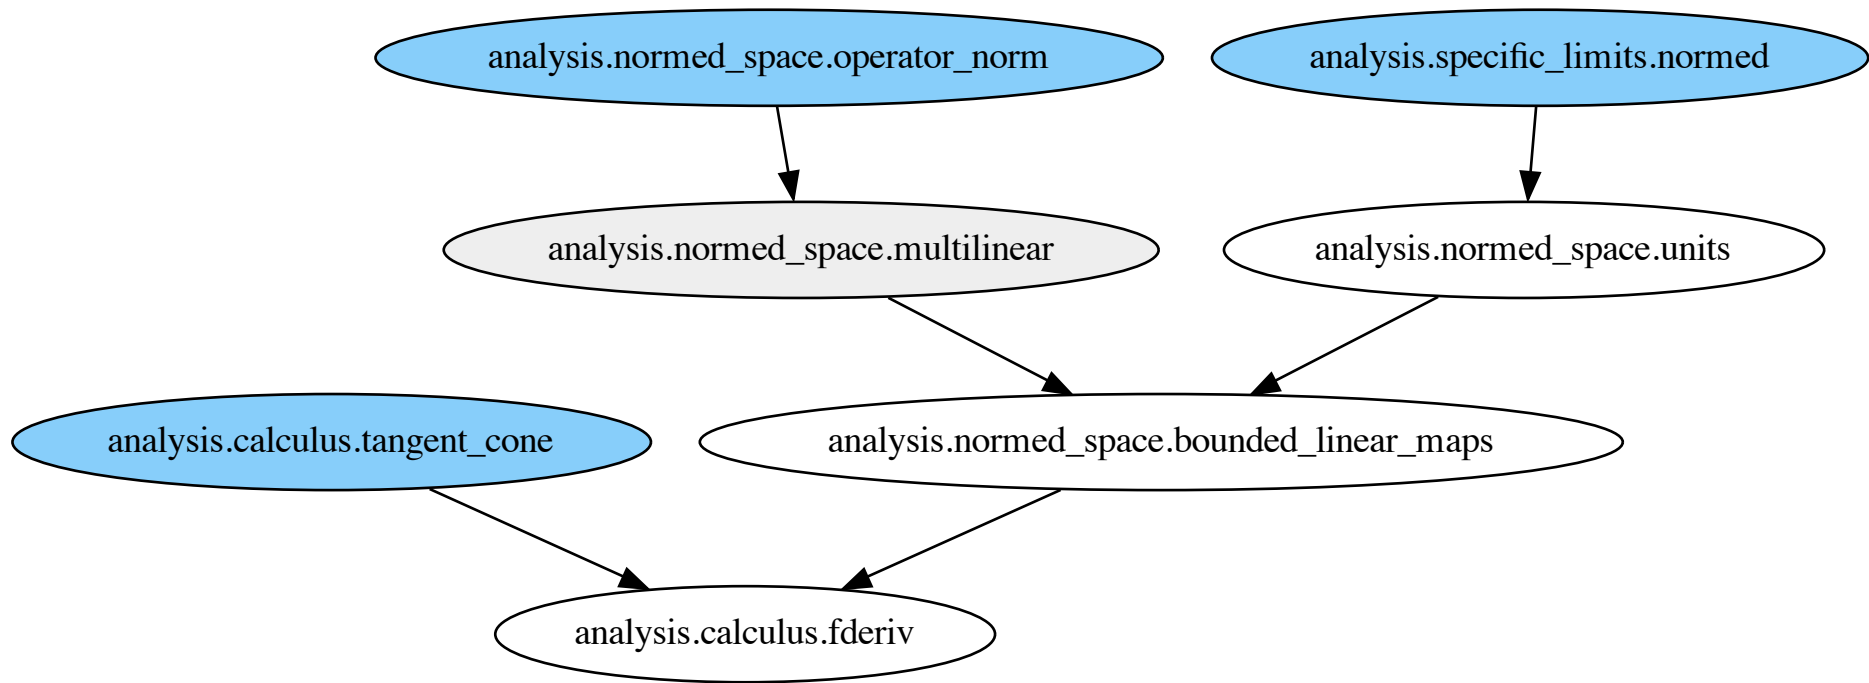 analysis.normed_space.operator_norm
analysis.specific_limits.normed
analysis.normed_space.multilinear
analysis.normed_space.units
analysis.calculus.tangent_cone
analysis.normed_space.bounded_linear_maps
analysis.calculus.fderiv